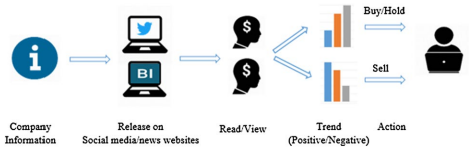 Buy/Hold
$
BI
$
Sell
Company Information
Release on Social media/news websites
Read/View
Trend (Positive/Negative)
Action